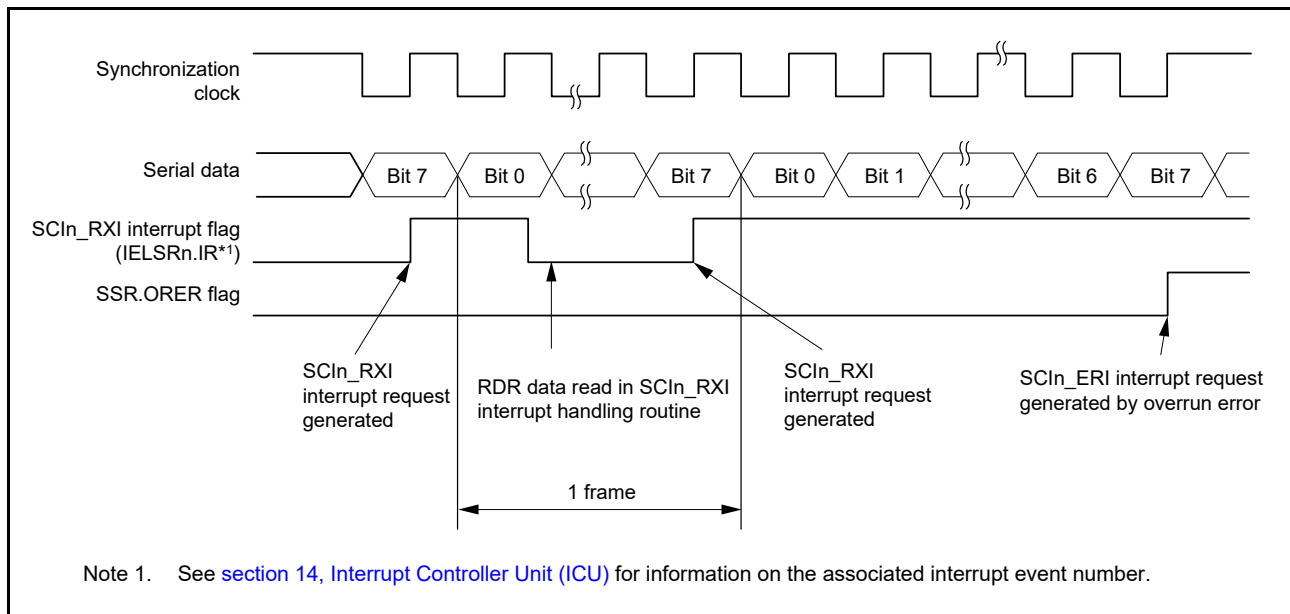 Synchronization
clock
Serial data
Bit 7
Bit 0
Bit 7
Bit 0
Bit 1
Bit 6
Bit 7
SCIn_RXI interrupt flag
(IELSRn.IR*1)
SSR.ORER flag
SCIn_RXI
interrupt request
generated
RDR data read in SCIn_RXI
interrupt handling routine
SCIn_RXI
interrupt request
generated
SCIn_ERI interrupt request
generated by overrun error
1 frame
Note 1. See section 14, Interrupt Controller Unit (ICU) for information on the associated interrupt event number.